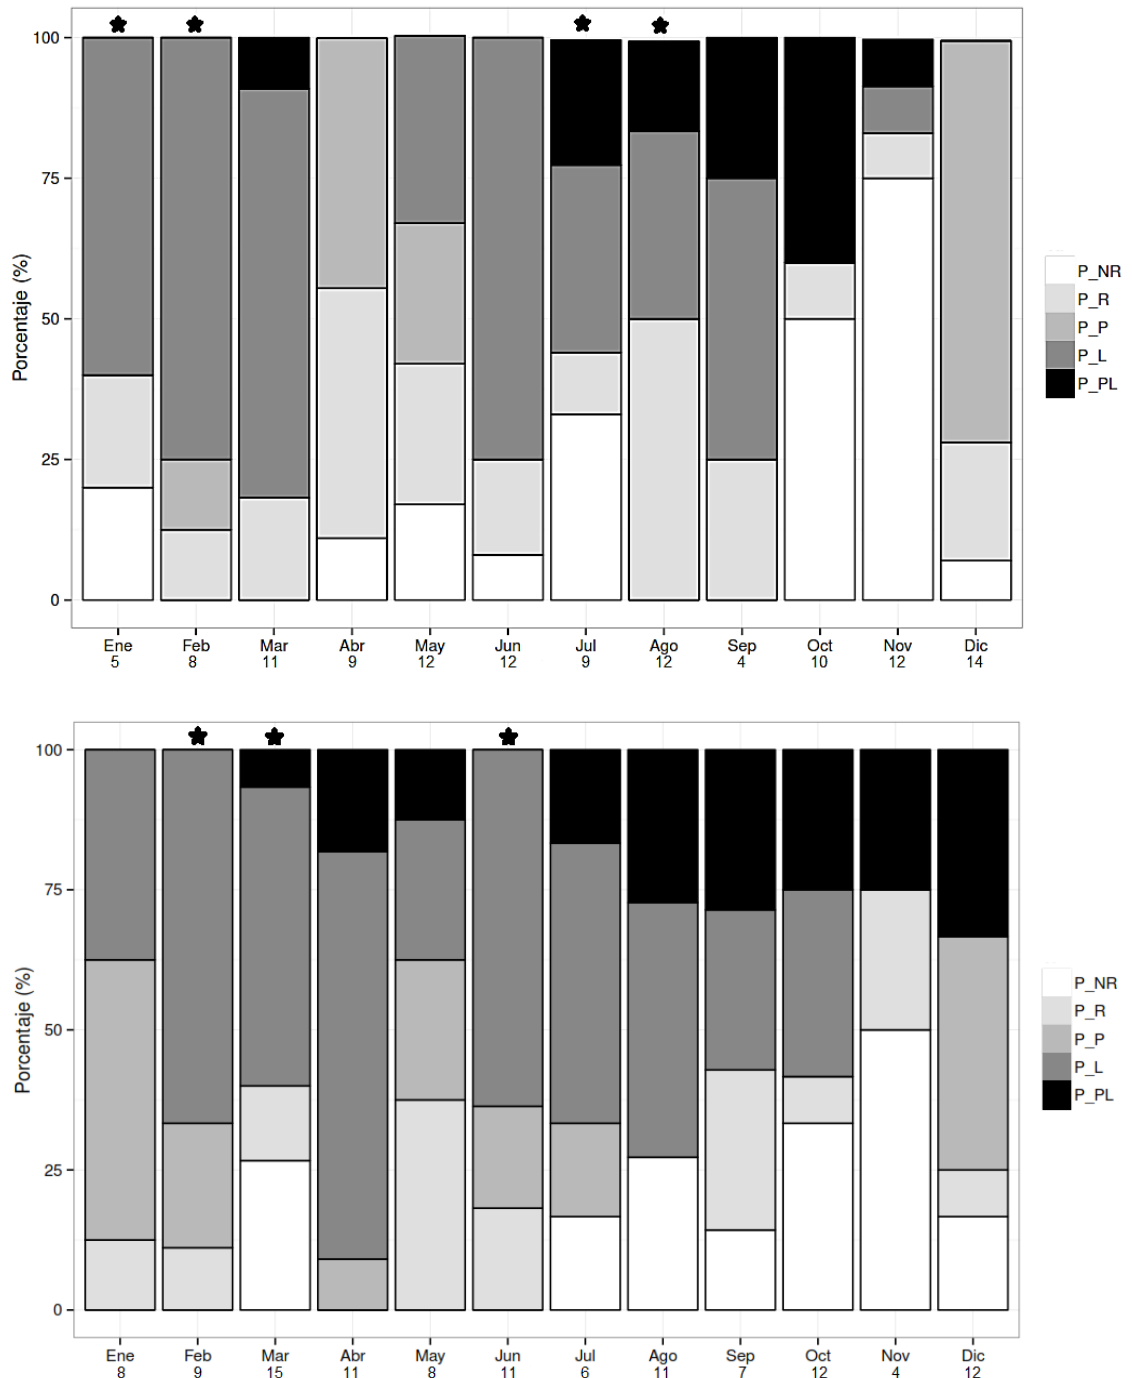 100
75
50
25
0
Porcentaje (%)
Ene Feb Mar Abr May Jun Jul Ago Sep Oct Nov Dic
5 8 11 9 12 12 9 12 4 10 12 14
P_NR
P_R
P_P
P_L
P_PL
100
75
50
25
0
Porcentaje (%)
Ene Feb Mar Abr May Jun Jul Ago Sep Oct Nov Dic
8 9 15 11 8 11 6 11 7 12 4 12
P_NR
P_R
P_P
P_L
P_PL